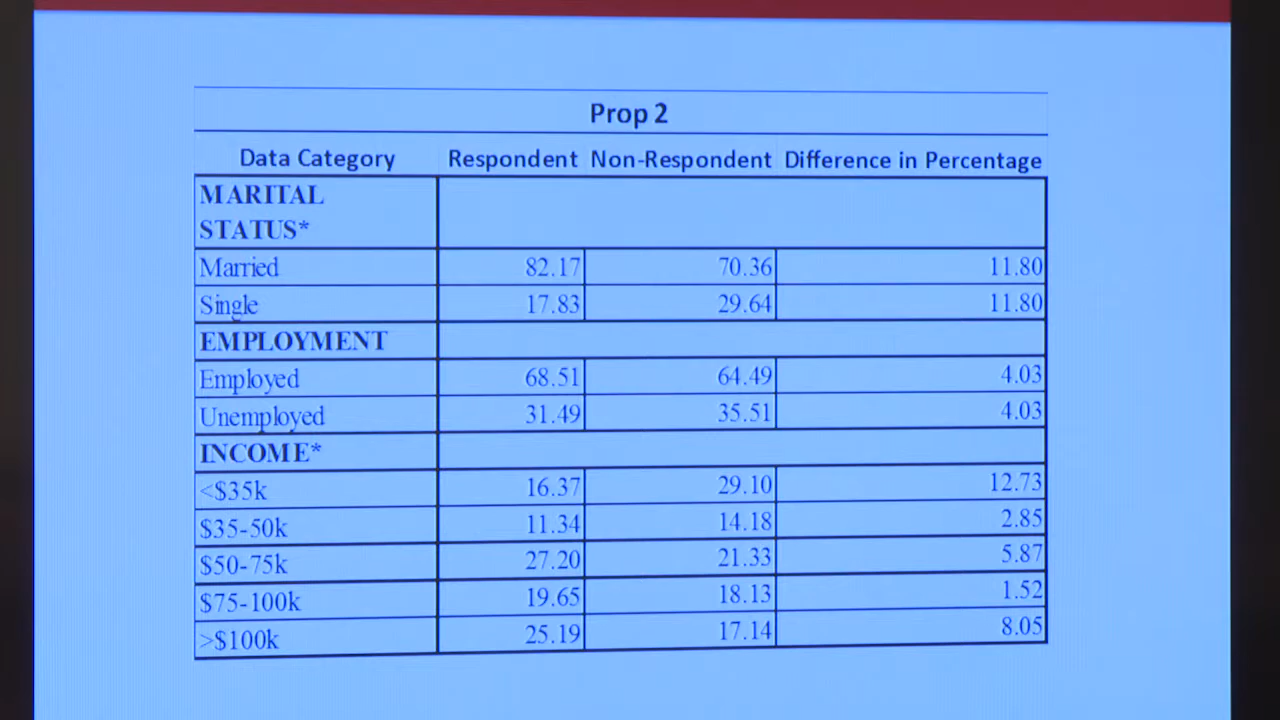 Prop 2
Data Category Respondent Non-Respondent Difference in Percentage
MARITAL
STATUS*
Married 82.17 70.36 11.80
Single 17.83 29.64 11.80
EMPLOYMENT
Employed 68.51 64.49 4.03
Unemployed 31.49 35.51 4.03
INCOME*
<$35k 16.37 29.10 12.73
$35-50k 11.34 14.18 2.85
$50-75k 27.20 21.33 5.87
$75-100k 19.65 18.13 1.52
>$100k 25.19 17.14 8.05